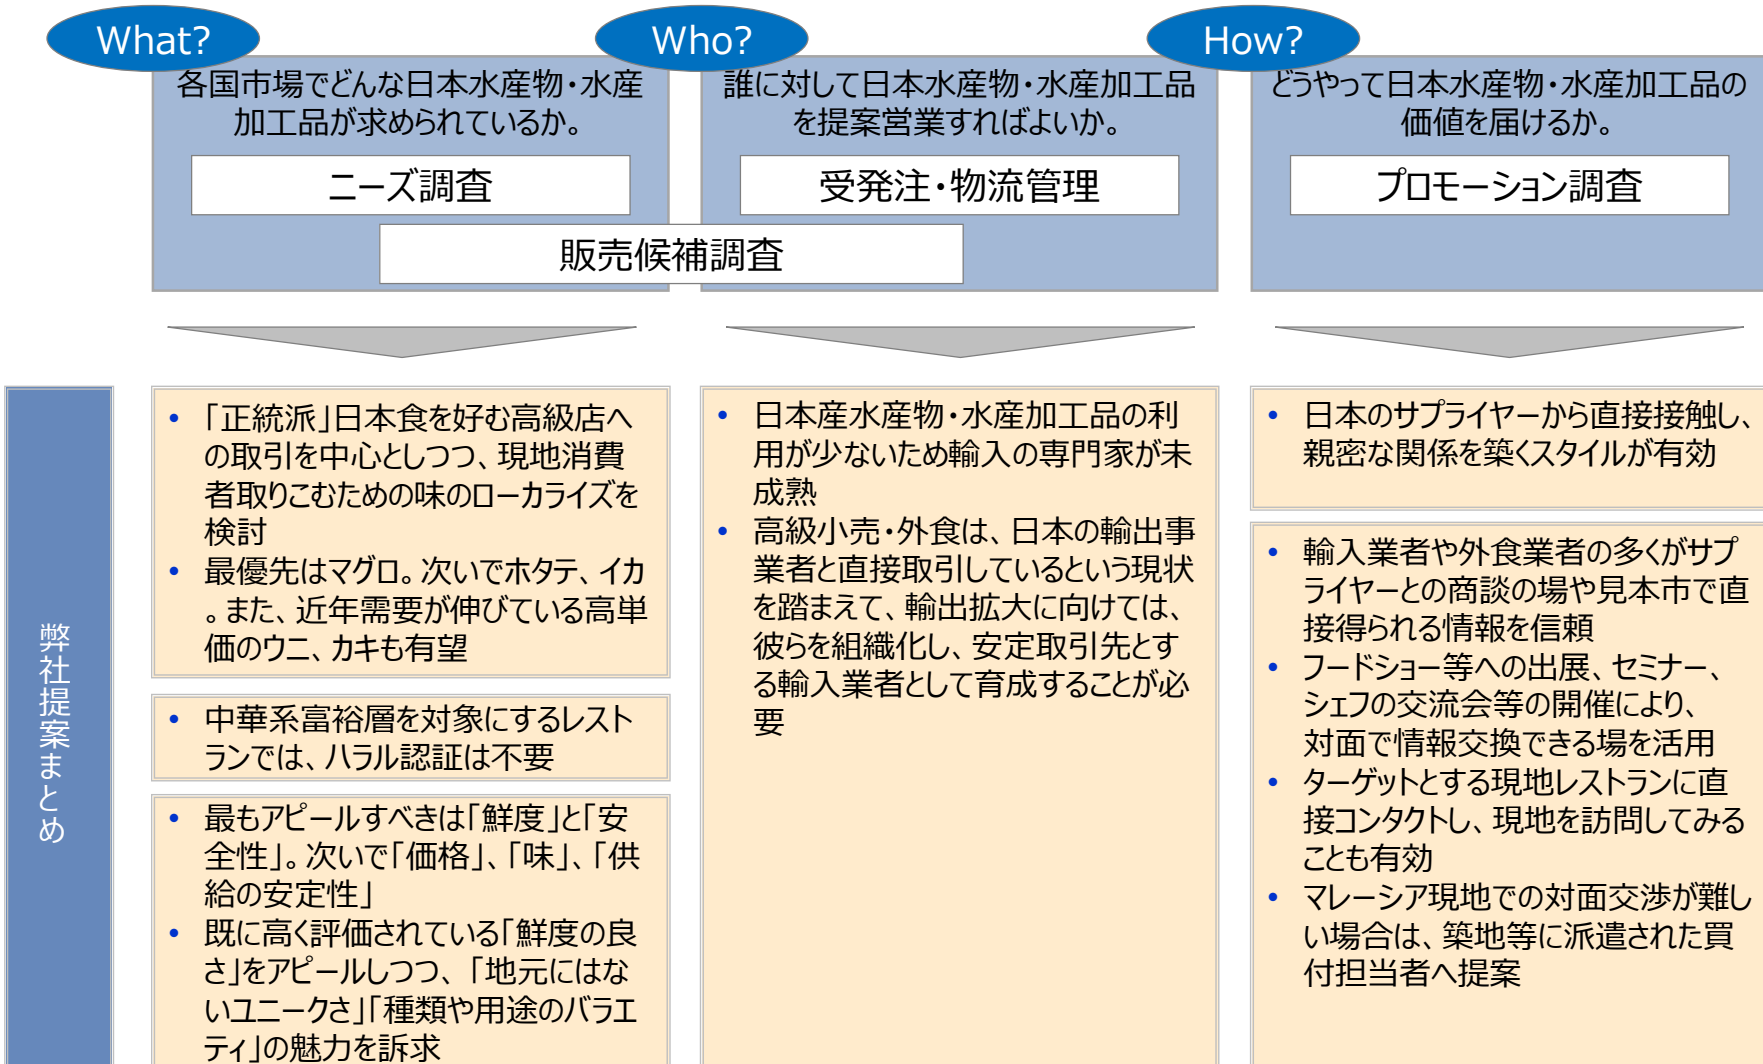 What?
各国市場でどんな日本水産物・水産
加工品が求められているか。
ニーズ調査
Who?
誰に対して日本水産物・水産加工品
を提案営業すればよいか。
受発注・物流管理
販売候補調査
How?
どうやって日本水産物・水産加工品の
価値を届けるか。
プロモーション調査
弊社提案まとめ
• 「正統派」日本食を好む高級店へ
の取引を中心としつつ、現地消費
者取りこむための味のローカライズを
検討
• 最優先はマグロ。次いでホタテ、イカ
。また、近年需要が伸びている高単
価のウニ、カキも有望
• 中華系富裕層を対象にするレスト
ランでは、ハラル認証は不要
• 最もアピールすべきは「鮮度」と「安
全性」。次いで「価格」、「味」、「供
給の安定性」
• 既に高く評価されている「鮮度の良
さ」をアピールしつつ、「地元にはな
いユニークさ」「種類や用途のバラエ
ティ」の魅力を訴求
• 日本産水産物・水産加工品の利
用が少ないため輸入の専門家が未
成熟
• 高級小売・外食は、日本の輸出事
業者と直接取引しているという現状
を踏まえて、輸出拡大に向けては、
彼らを組織化し、安定取引先とす
る輸入業者として育成することが必
要
• 日本のサプライヤーから直接接触し、
親密な関係を築くスタイルが有効
• 輸入業者や外食業者の多くがサプ
ライヤーとの商談の場や見本市で直
接得られる情報を信頼
• フードショー等への出展、セミナー、
シェフの交流会等の開催により、
対面で情報交換できる場を活用
• ターゲットとする現地レストランに直
接コンタクトし、現地を訪問してみる
ことも有効
• マレーシア現地での対面交渉が難し
い場合は、築地等に派遣された買
付担当者へ提案